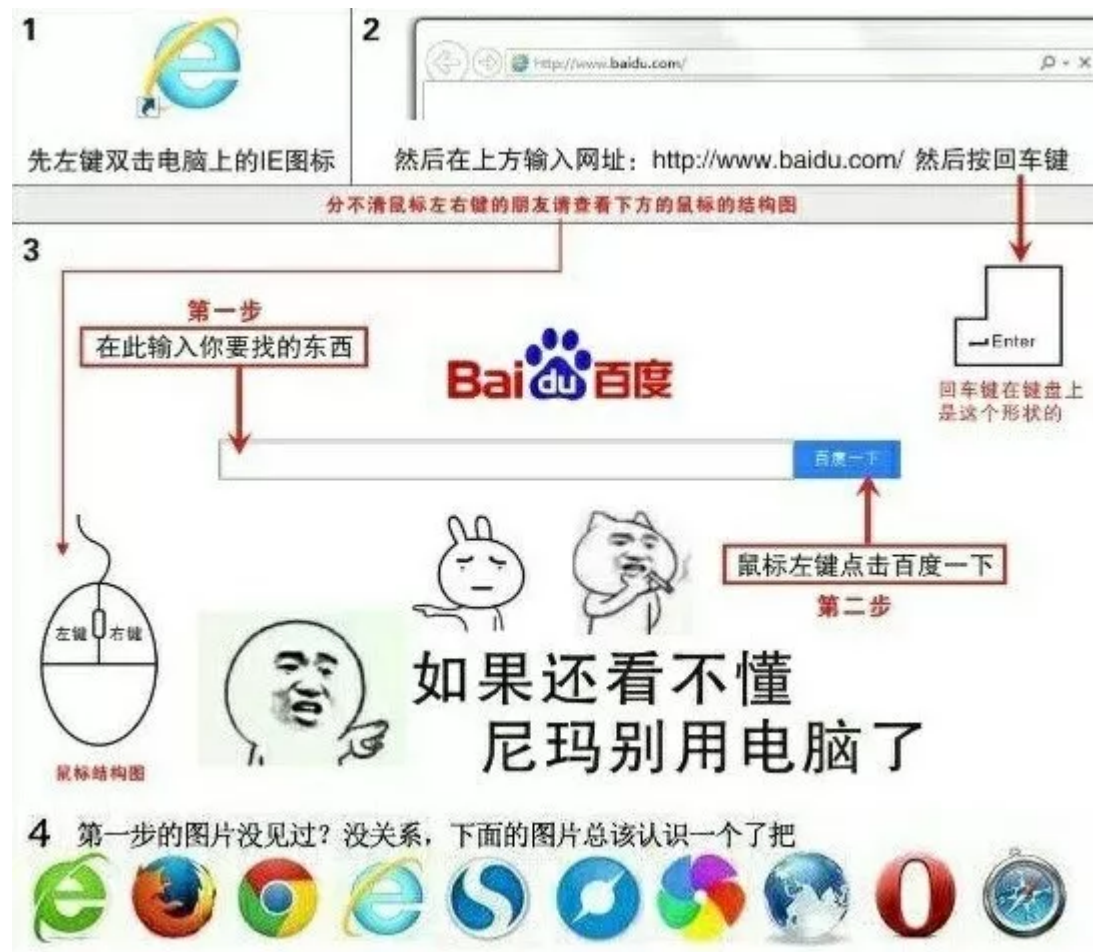 1
先左键双击电脑上的IE图标
2
http://www.baidu.com/
然后在上方输入网址：http://www.baidu.com/ 然后按回车键
分不清鼠标左右键的朋友请查看下方的鼠标的结构图
3
第一步
在此输入你要找的东西
Bai du 百度
Enter
回车键在键盘上
是这个形状的
百度一下
鼠标左键点击百度一下
第二步
左键 右键
鼠标结构图
如果还看不懂
尼玛别用电脑了
4 第一步的图片没见过？没关系，下面的图片总该认识一个了把